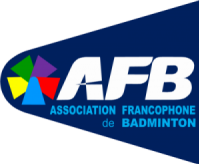 AFB
ASSOCIATION FRANCOPHONE
de BADMINTON